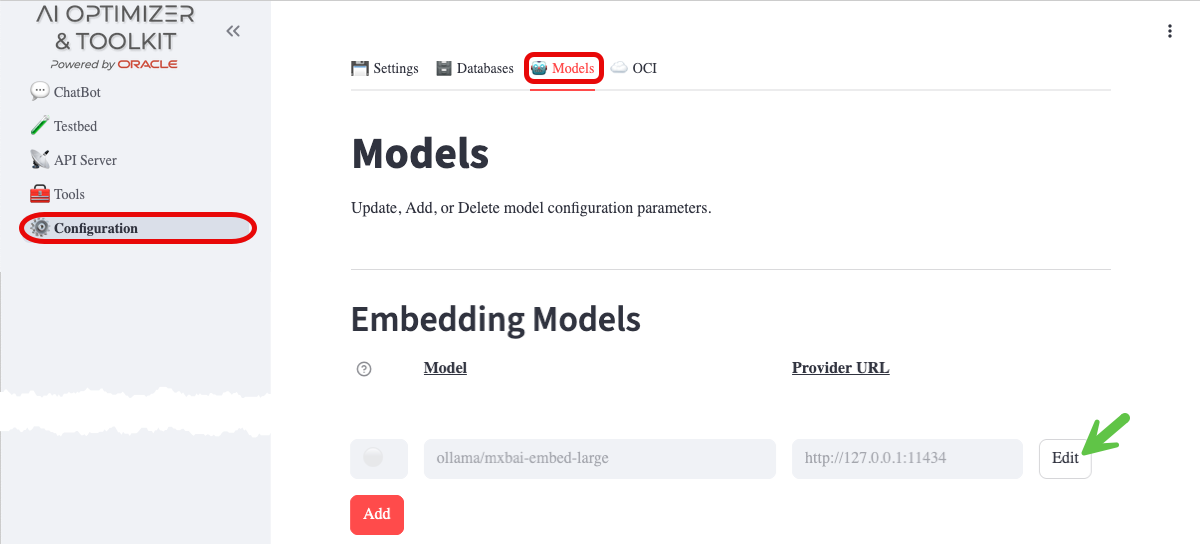 AI OPTIMIZER
& TOOLKIT
Powered by ORACLE
ChatBot
Testbed
API Server
Tools
Configuration
Settings
Databases
Models
OCI
Models
Update, Add, or Delete model configuration parameters.
Embedding Models
Model
Provider URL
ollama/mxbai-embed-large
http://127.0.0.1:11434
Edit
Add